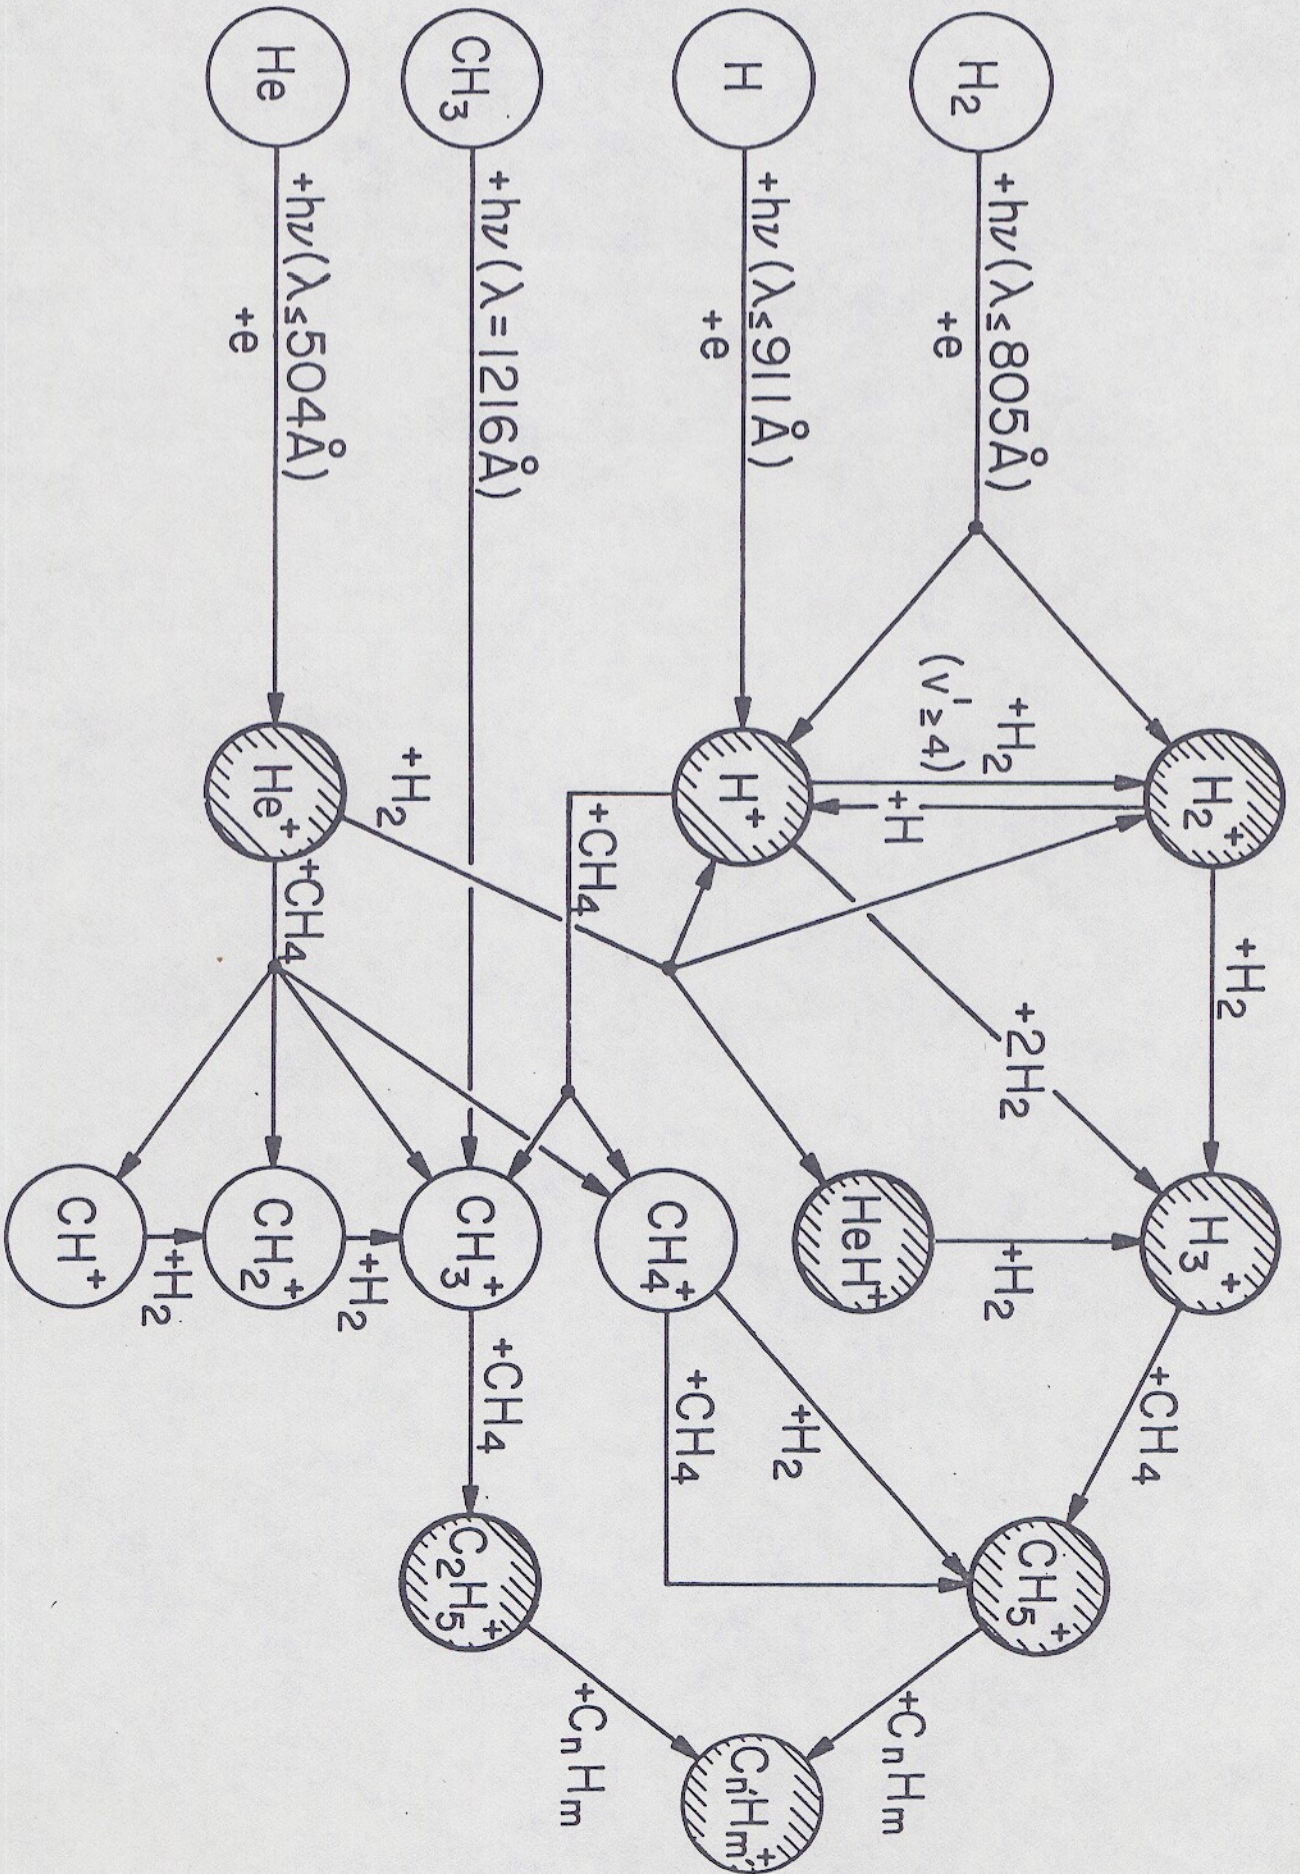 H₂
+hν(λ≤805Å)
+e
H
+hν(λ≤911Å)
+e
CH₃
+hν(λ=1216Å)
He
+hν(λ≤504Å)
+e
H₂⁺
+H₂
(v'≥4)
+H
H⁺
+H₂
+2H₂
+CH₄
He⁺
+H₂
+CH₄
H₃⁺
HeH⁺
+H₂
CH₄⁺
CH₃⁺
CH₂⁺
+H₂
CH⁺
+H₂
+CH₄
+H₂
+CH₄
+CH₄
CH₅⁺
C₂H₅⁺
+CₙHₘ
+CₙHₘ
Cₙ'Hₘ'⁺